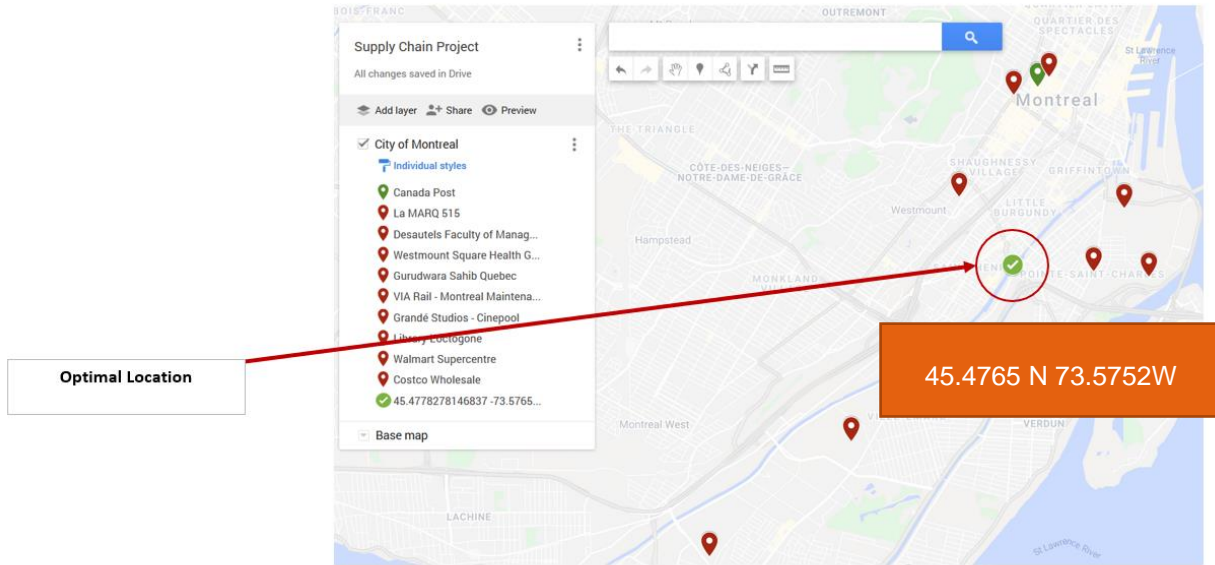 BOIS-FRANC
OUTREMONT
QUARTIER DES
SPECTACLES
St Lawrence
River
Supply Chain Project
All changes saved in Drive
Add layer Share Preview
City of Montreal
Individual styles
Canada Post
La MARQ 515
Desautels Faculty of Manag...
Westmount Square Health G...
Gurudwara Sahib Quebec
VIA Rail - Montreal Maintena...
Grandé Studios - Cinepool
Library L'octogone
Walmart Supercentre
Costco Wholesale
45.4778278146837 -73.5765...
Base map
Montreal
THE TRIANGLE
CÔTE-DES-NEIGES–
NOTRE-DAME-DE-GRÂCE
SHAUGHNESSY
VILLAGE
GRIFFINTOWN
LITTLE
BURGUNDY
Westmount
Hampstead
MONKLAND
POINTE-SAINT-CHARLES
Optimal Location
45.4765 N 73.5752W
Montreal West
VERDUN
LACHINE
St Lawrence River